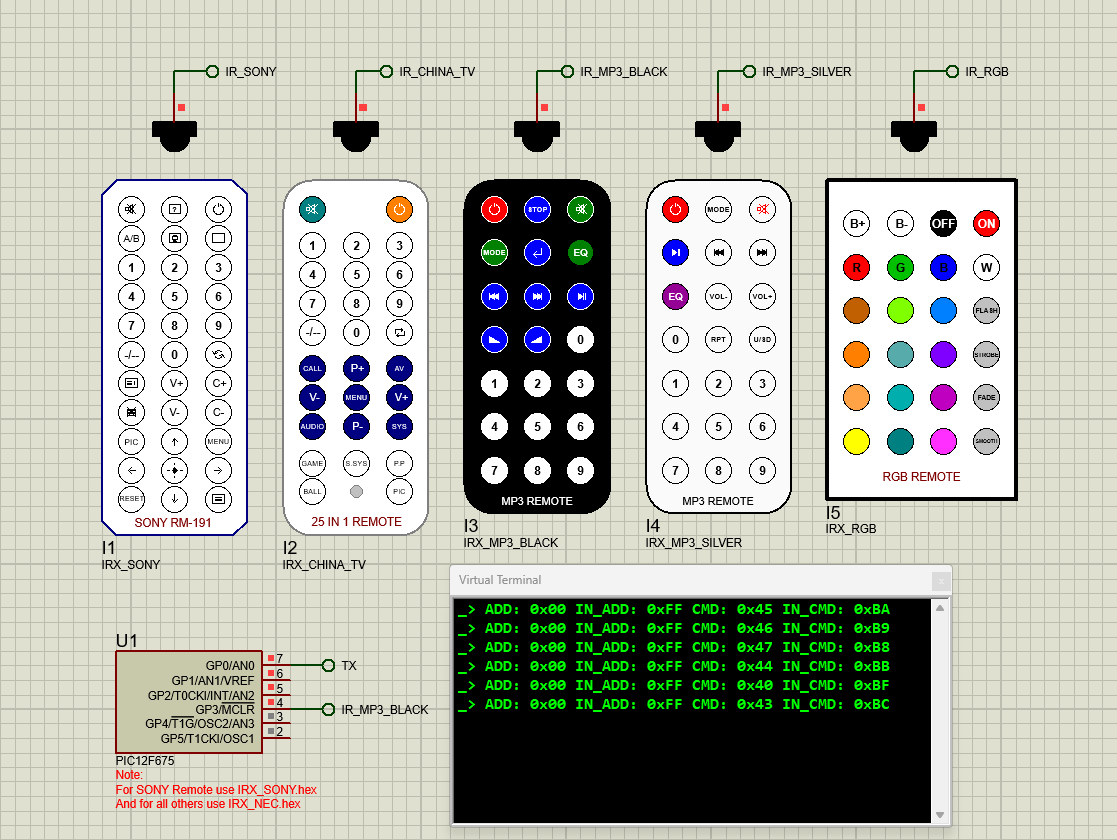 IR_SONY IR_CHINA_TV IR_MP3_BLACK IR_MP3_SILVER IR_RGB
A/B
1 2 3
4 5 6
7 8 9
-/-- 0
V+ C+
V- C-
PIC MENU
RESET
SONY RM-191
I1
IRX_SONY
1 2 3
4 5 6
7 8 9
-/-- 0
CALL P+ AV
V- MENU V+
AUDIO P- SYS
GAME S.SYS P.P
BALL PIC
25 IN 1 REMOTE
I2
IRX_CHINA_TV
STOP
MODE EQ
0
1 2 3
4 5 6
7 8 9
MP3 REMOTE
I3
IRX_MP3_BLACK
MODE
EQ VOL- VOL+
0 RPT U/SD
1 2 3
4 5 6
7 8 9
MP3 REMOTE
I4
IRX_MP3_SILVER
B+ B- OFF ON
R G B W
FLASH
STROBE
FADE
SMOOTH
RGB REMOTE
I5
IRX_RGB
U1
GP0/AN0 7 TX
GP1/AN1/VREF 6
GP2/T0CKI/INT/AN2 5
GP3/MCLR 4 IR_MP3_BLACK
GP4/T1G/OSC2/AN3 3
GP5/T1CKI/OSC1 2
PIC12F675
Note:
For SONY Remote use IRX_SONY.hex
And for all others use IRX_NEC.hex
Virtual Terminal
_> ADD: 0x00 IN_ADD: 0xFF CMD: 0x45 IN_CMD: 0xBA
_> ADD: 0x00 IN_ADD: 0xFF CMD: 0x46 IN_CMD: 0xB9
_> ADD: 0x00 IN_ADD: 0xFF CMD: 0x47 IN_CMD: 0xB8
_> ADD: 0x00 IN_ADD: 0xFF CMD: 0x44 IN_CMD: 0xBB
_> ADD: 0x00 IN_ADD: 0xFF CMD: 0x40 IN_CMD: 0xBF
_> ADD: 0x00 IN_ADD: 0xFF CMD: 0x43 IN_CMD: 0xBC